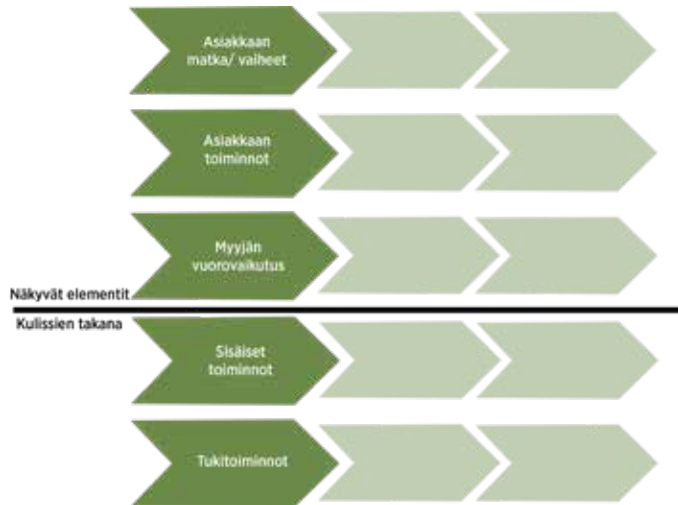 Asiakkaan
matka/ vaiheet
Asiakkaan
toiminnot
Myyjän
vuorovaikutus
Näkyvät elementit
Kulissien takana
Sisäiset
toiminnot
Tukitoiminnot